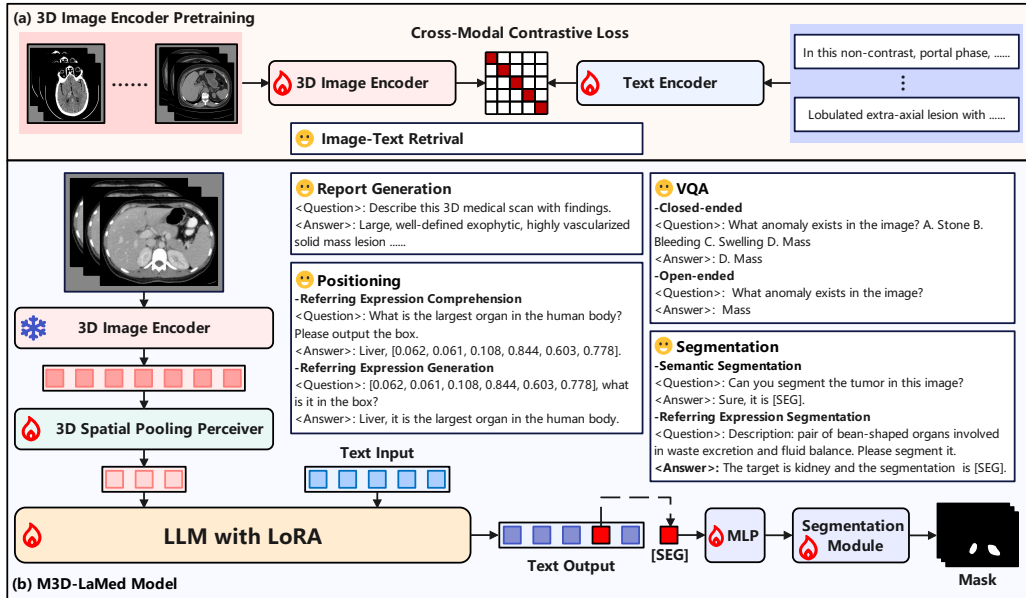 (a) 3D Image Encoder Pretraining
Cross-Modal Contrastive Loss
3D Image Encoder
Text Encoder
In this non-contrast, portal phase, ......
Lobulated extra-axial lesion with ......
Image-Text Retrival
Report Generation
<Question>: Describe this 3D medical scan with findings.
<Answer>: Large, well-defined exophytic, highly vascularized
solid mass lesion ......
VQA
-Closed-ended
<Question>: What anomaly exists in the image? A. Stone B.
Bleeding C. Swelling D. Mass
<Answer>: D. Mass
-Open-ended
<Question>: What anomaly exists in the image?
<Answer>: Mass
Positioning
-Referring Expression Comprehension
<Question>: What is the largest organ in the human body?
Please output the box.
<Answer>: Liver, [0.062, 0.061, 0.108, 0.844, 0.603, 0.778].
-Referring Expression Generation
<Question>: [0.062, 0.061, 0.108, 0.844, 0.603, 0.778], what
is it in the box?
<Answer>: Liver, it is the largest organ in the human body.
Segmentation
-Semantic Segmentation
<Question>: Can you segment the tumor in this image?
<Answer>: Sure, it is [SEG].
-Referring Expression Segmentation
<Question>: Description: pair of bean-shaped organs involved
in waste excretion and fluid balance. Please segment it.
<Answer>: The target is kidney and the segmentation is [SEG].
3D Image Encoder
3D Spatial Pooling Perceiver
Text Input
LLM with LoRA
Text Output
[SEG]
MLP
Segmentation
Module
Mask
(b) M3D-LaMed Model